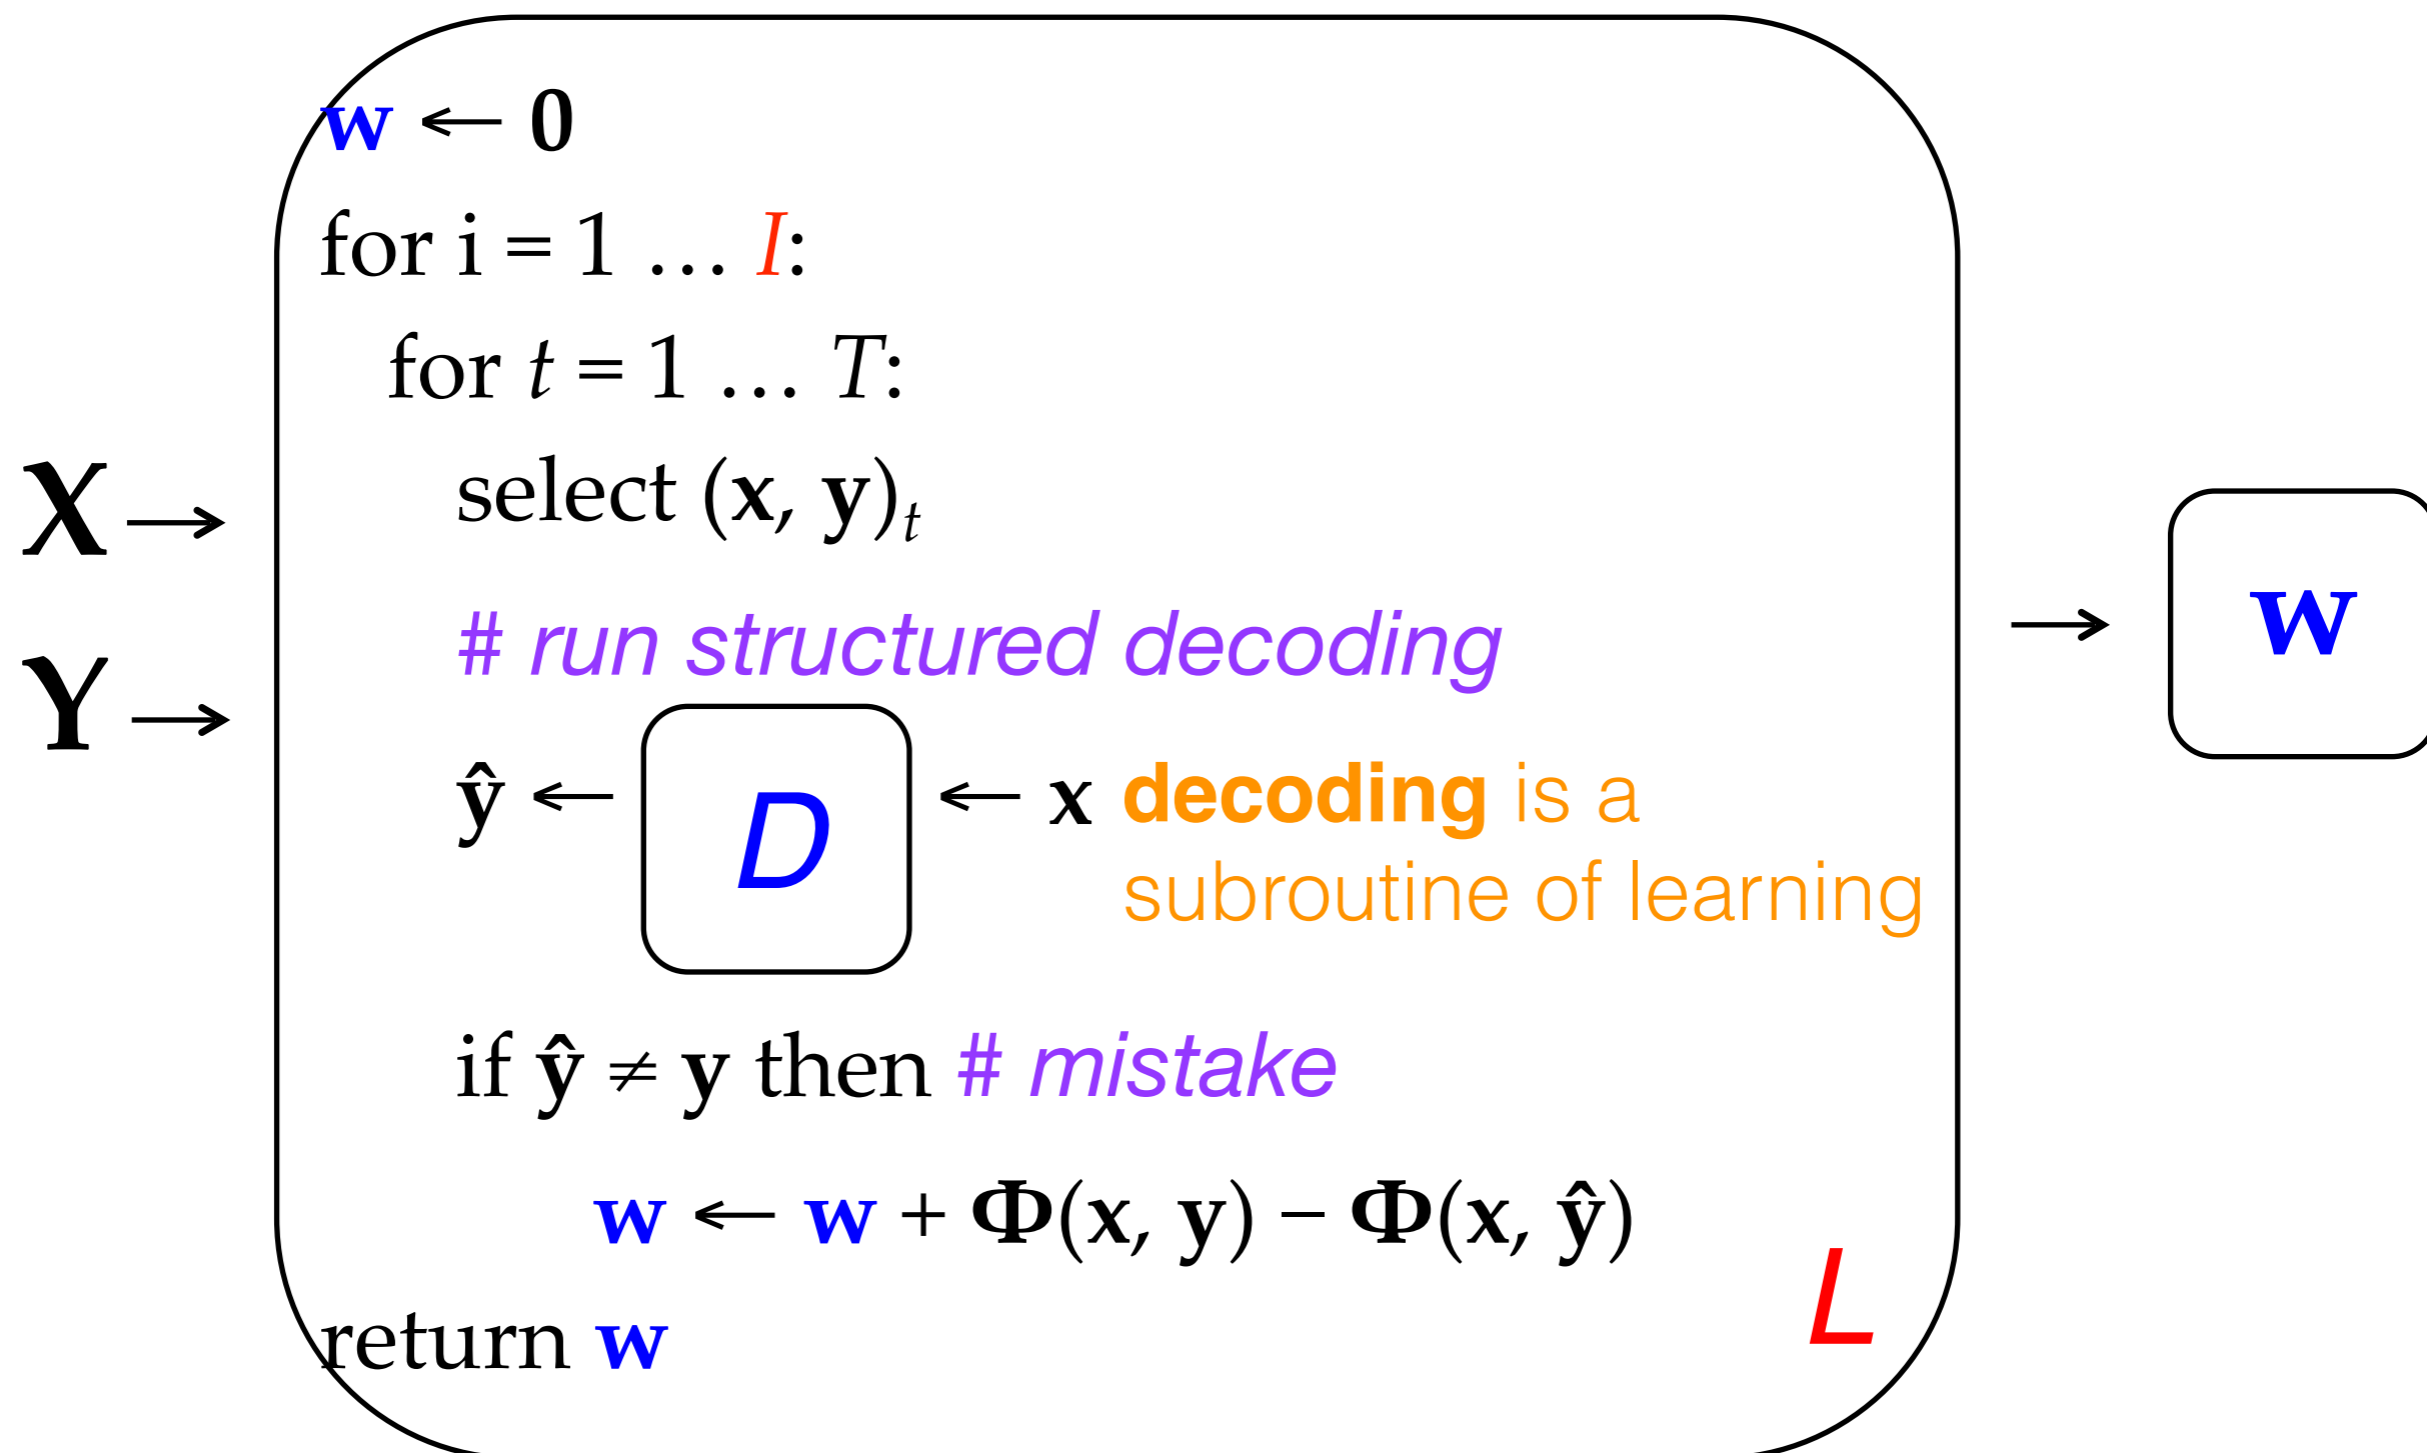 w ← 0
for i = 1 … I:
for t = 1 … T:
select (x, y)t
X →
# run structured decoding
→ w
Y →
ŷ ← D ← x decoding is a
subroutine of learning
if ŷ ≠ y then # mistake
w ← w + Φ(x, y) − Φ(x, ŷ)
L
return w